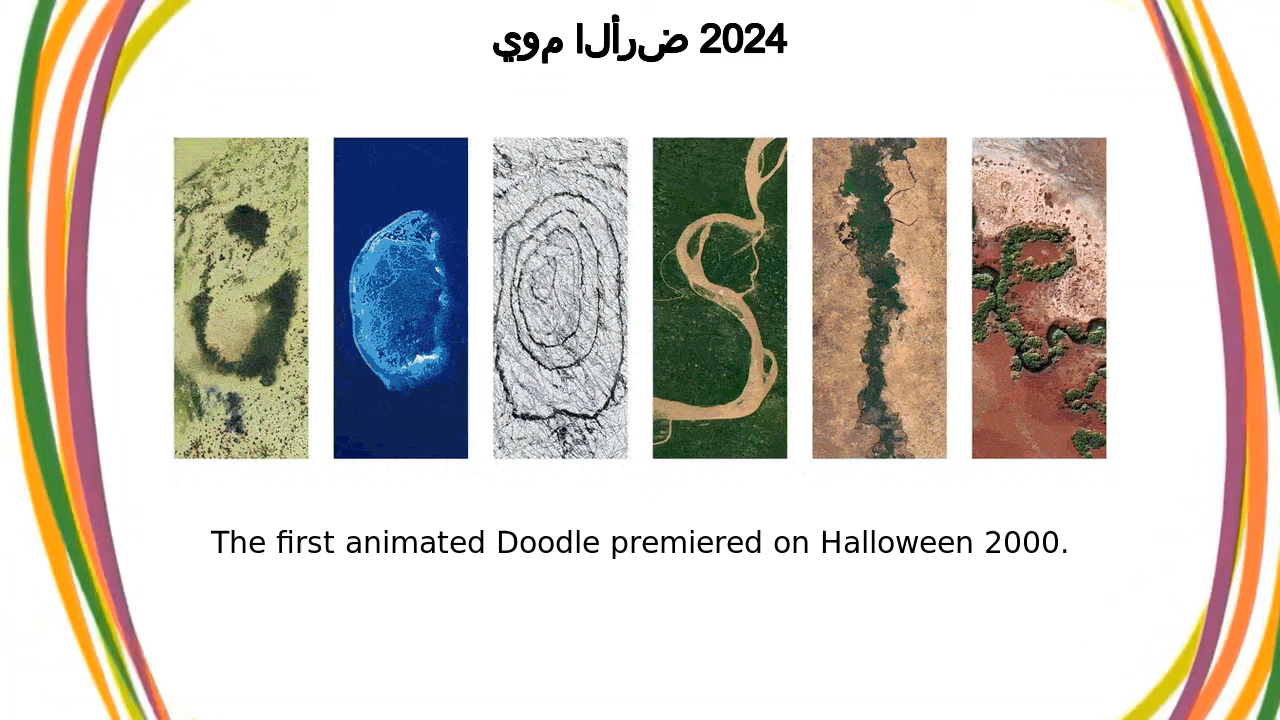 يوم الأرض 2024
The first animated Doodle premiered on Halloween 2000.